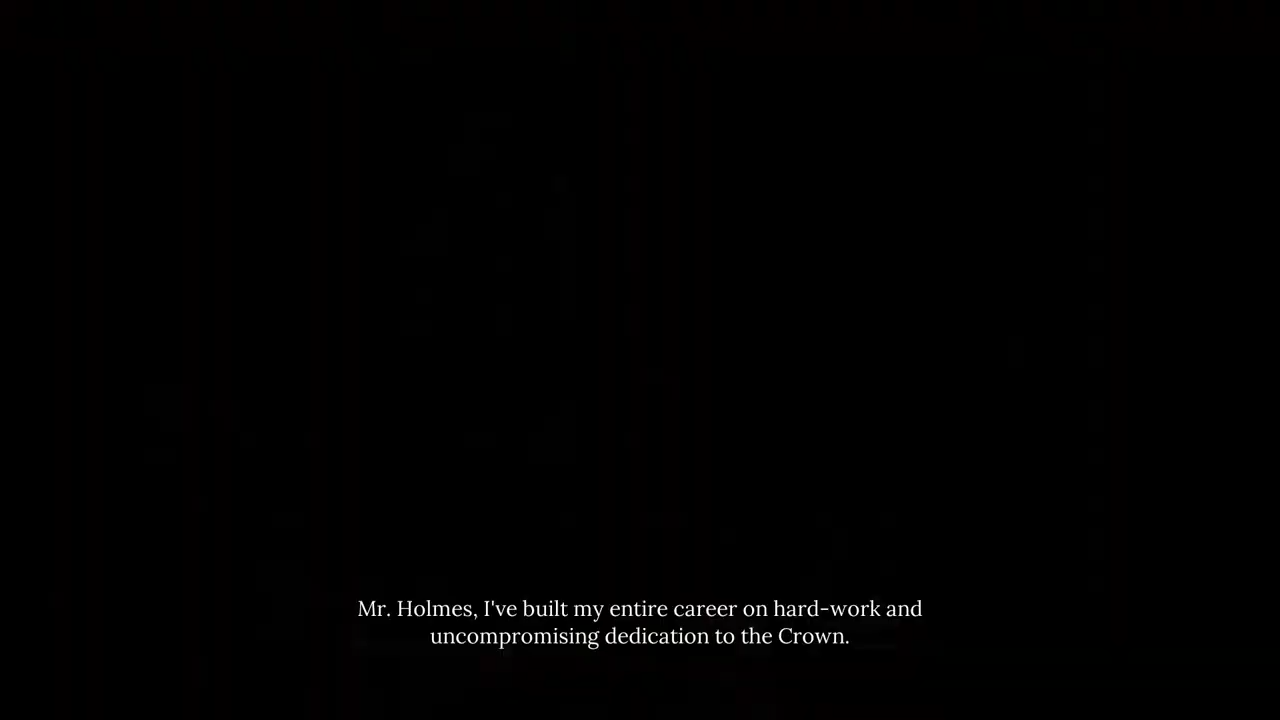 Mr. Holmes, I've built my entire career on hard-work and
uncompromising dedication to the Crown.